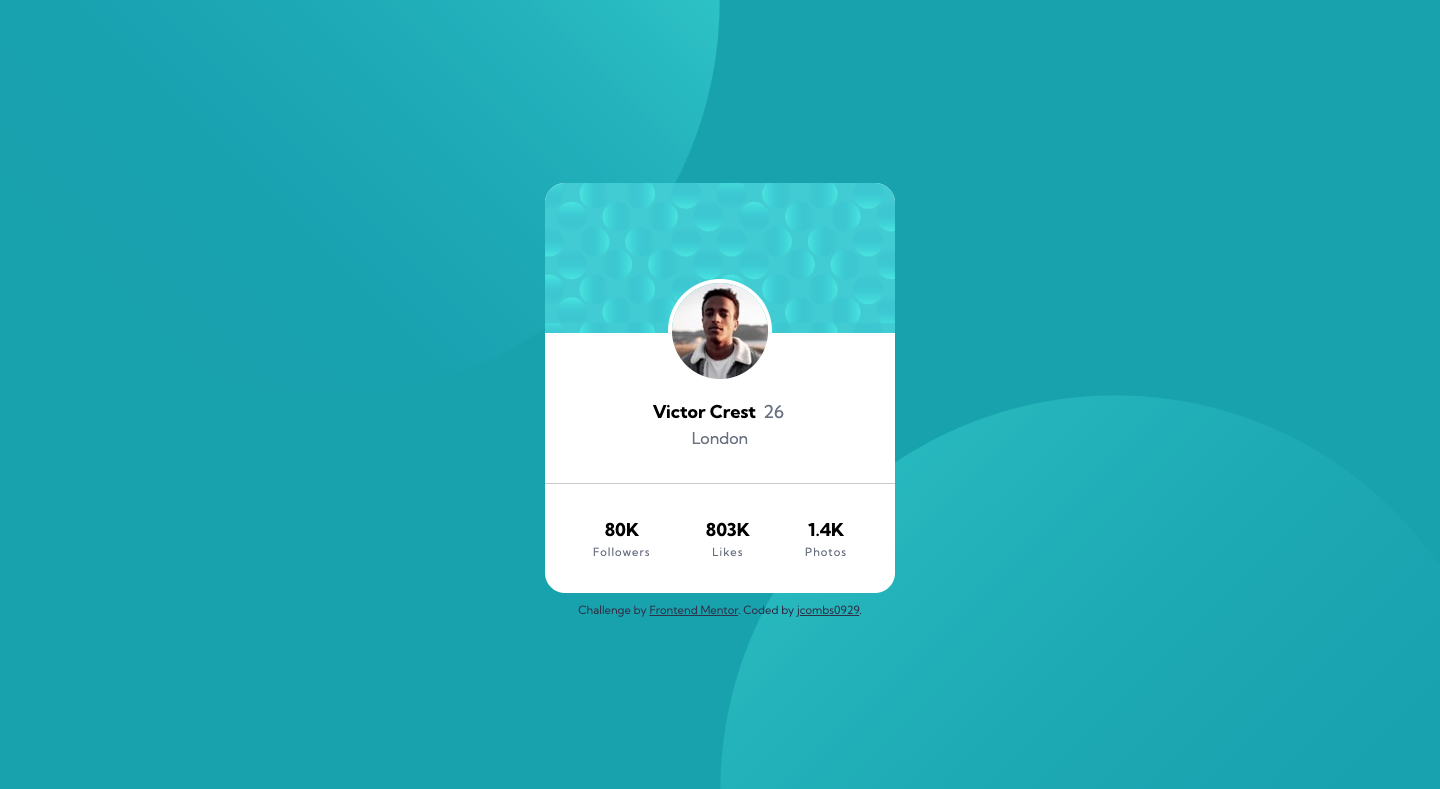 Victor Crest 26
London
80K 803K 1.4K
Followers Likes Photos
Challenge by Frontend Mentor. Coded by jcombs0929.